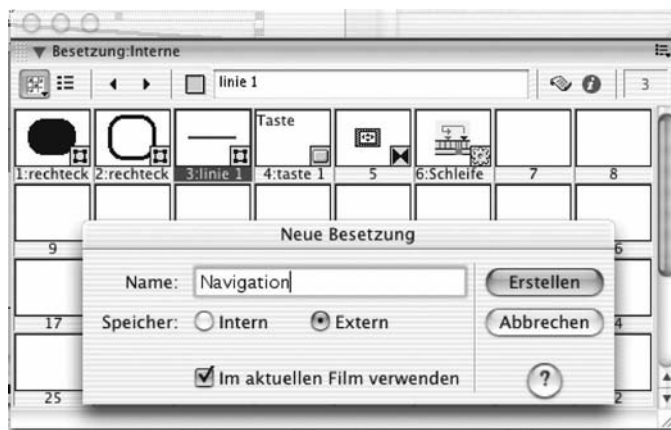 Besetzung:Interne
linie 1
3
Taste
1:rechteck 2:rechteck 3:linie 1 4:taste 1 5 6:Schleife 7 8
Neue Besetzung
9 6
Name: Navigation Erstellen
17 Speicher: Intern Extern Abbrechen 4
Im aktuellen Film verwenden ?
25 2